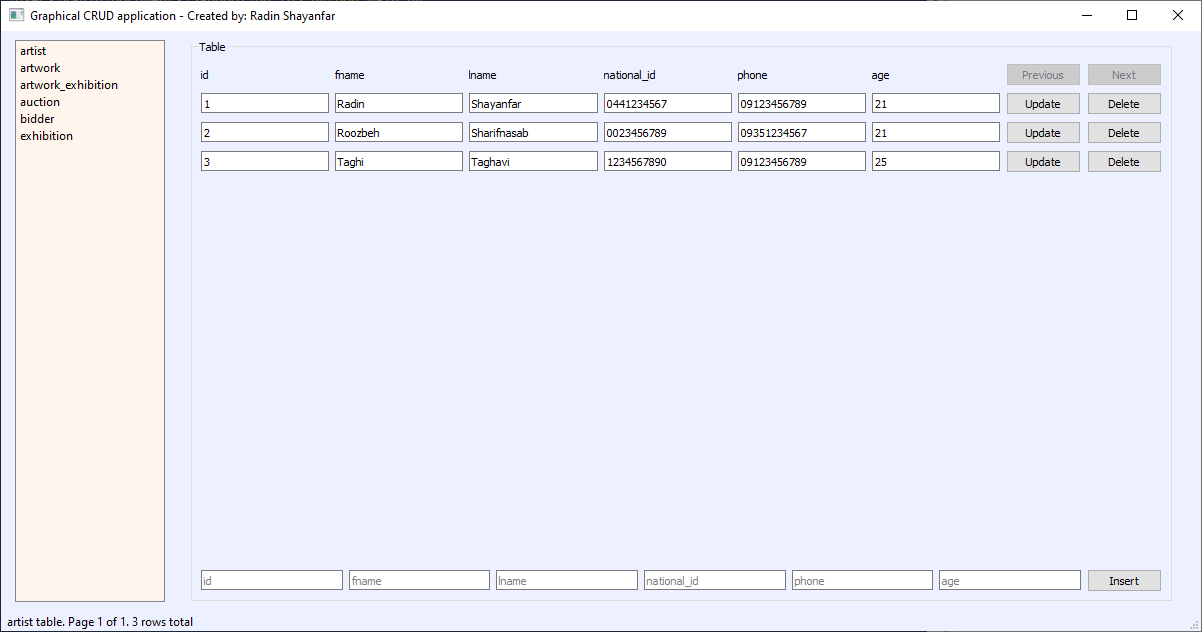 Graphical CRUD application - Created by: Radin Shayanfar
artist
artwork
artwork_exhibition
auction
bidder
exhibition
Table
id fname lname national_id phone age Previous Next
1 Radin Shayanfar 0441234567 09123456789 21 Update Delete
2 Roozbeh Sharifnasab 0023456789 09351234567 21 Update Delete
3 Taghi Taghavi 1234567890 09123456789 25 Update Delete
id fname lname national_id phone age Insert
artist table. Page 1 of 1. 3 rows total